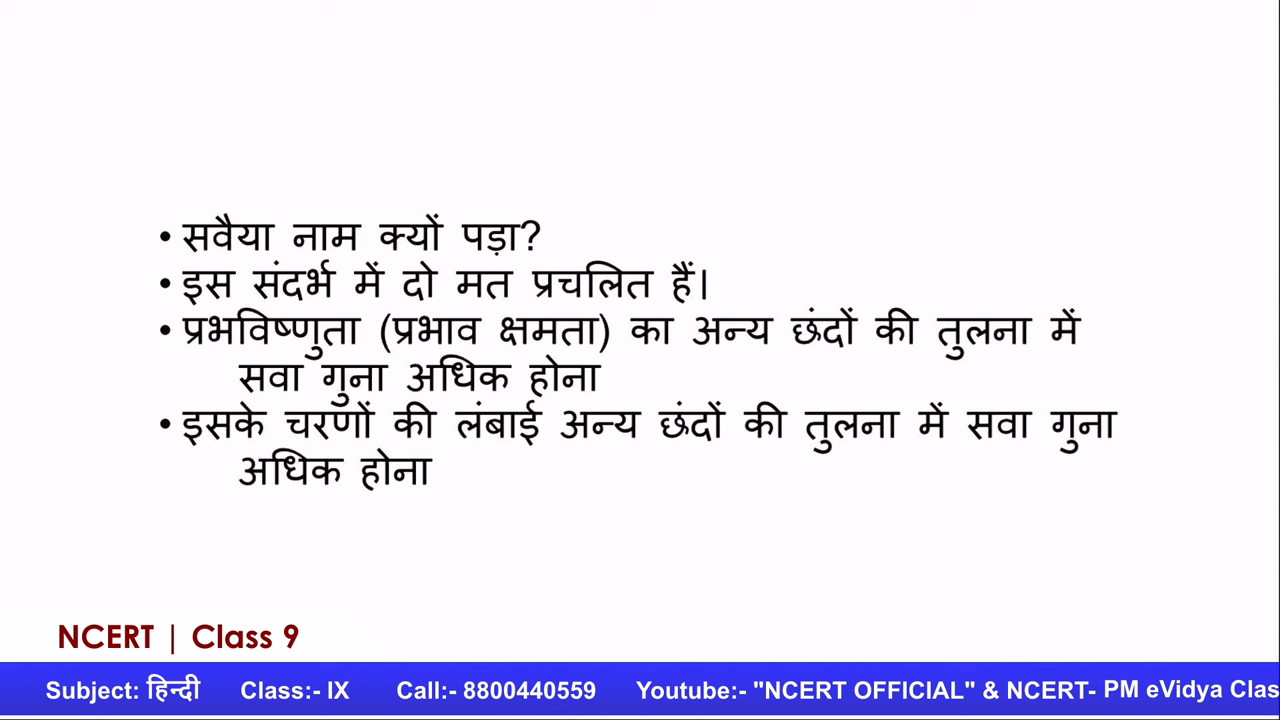 • सवैया नाम क्यों पड़ा?
• इस संदर्भ में दो मत प्रचलित हैं।
• प्रभविष्णुता (प्रभाव क्षमता) का अन्य छंदों की तुलना में
सवा गुना अधिक होना
• इसके चरणों की लंबाई अन्य छंदों की तुलना में सवा गुना
अधिक होना
NCERT | Class 9
Subject: हिन्दी Class:- IX Call:- 8800440559 Youtube:- "NCERT OFFICIAL" & NCERT- PM eVidya Clas